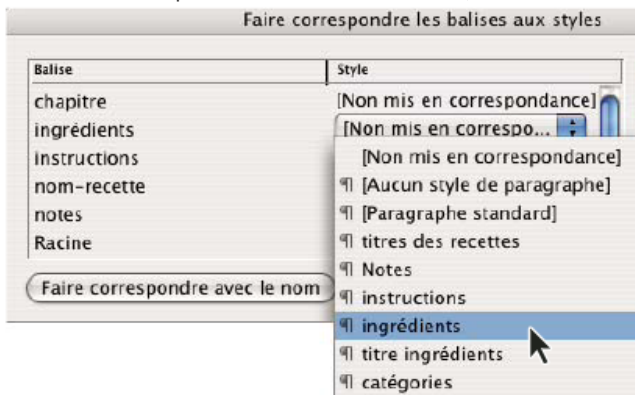 Faire correspondre les balises aux styles
Balise Style
chapitre [Non mis en correspondance]
ingrédients [Non mis en correspo...
instructions [Non mis en correspondance]
nom-recette ¶ [Aucun style de paragraphe]
notes ¶ [Paragraphe standard]
Racine ¶ titres des recettes
¶ Notes
Faire correspondre avec le nom ¶ instructions
¶ ingrédients
¶ titre ingrédients
¶ catégories